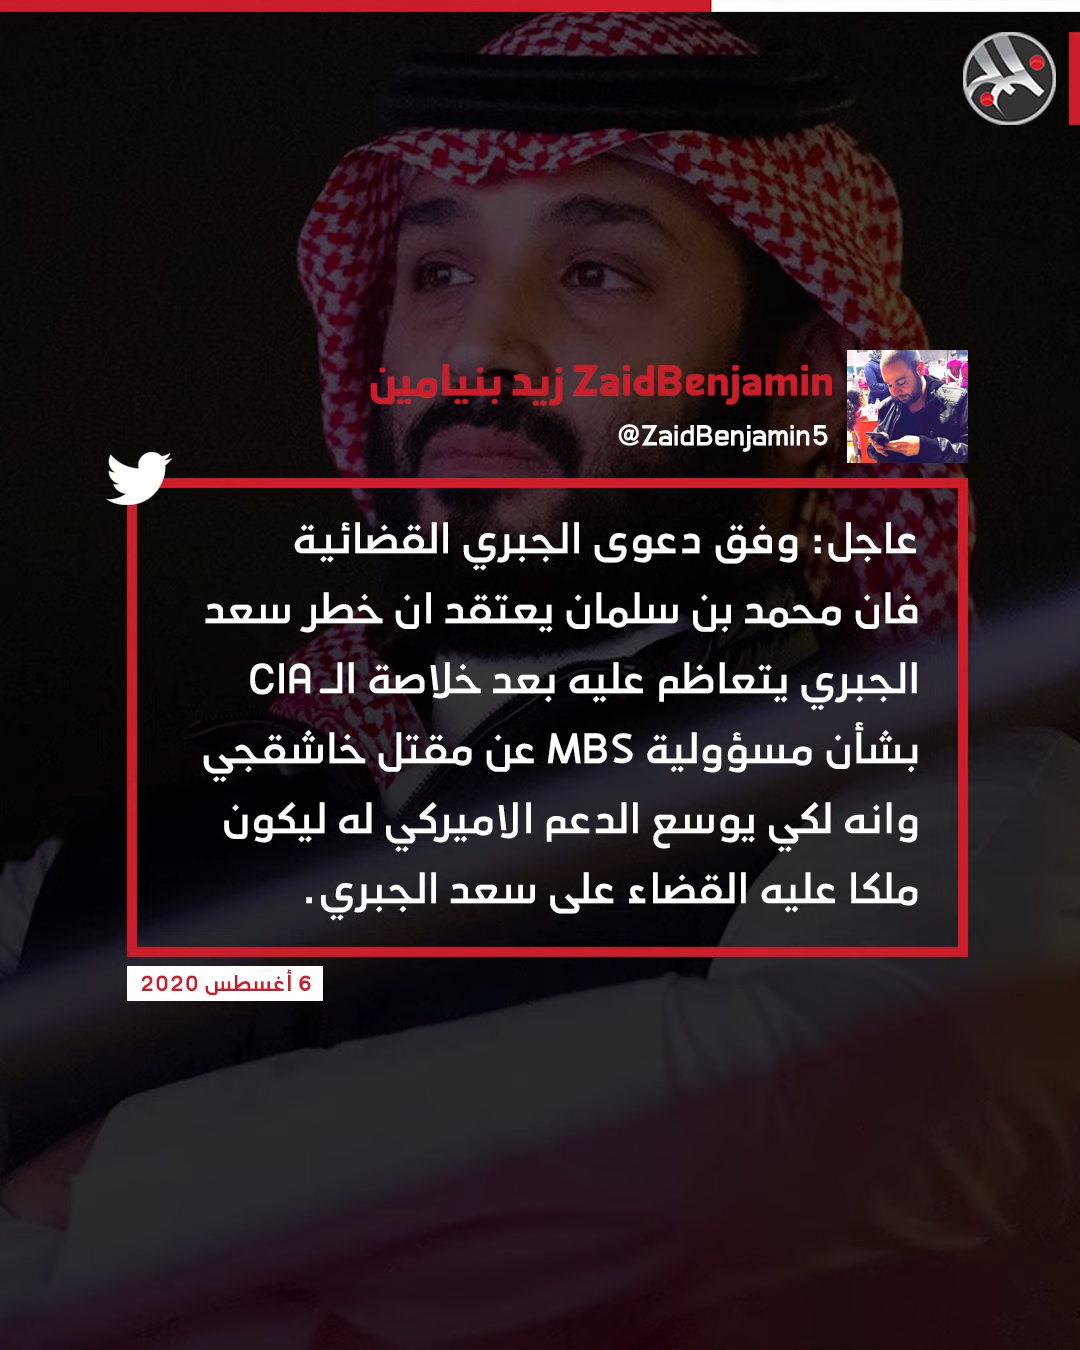 ZaidBenjamin زيد بنيامين
@ZaidBenjamin5
عاجل: وفق دعوى الجبري القضائية
فان محمد بن سلمان يعتقد ان خطر سعد
الجبري يتعاظم عليه بعد خلاصة الـ CIA
بشأن مسؤولية MBS عن مقتل خاشقجي
وانه لكي يوسع الدعم الاميركي له ليكون
ملكا عليه القضاء على سعد الجبري.
6 أغسطس 2020